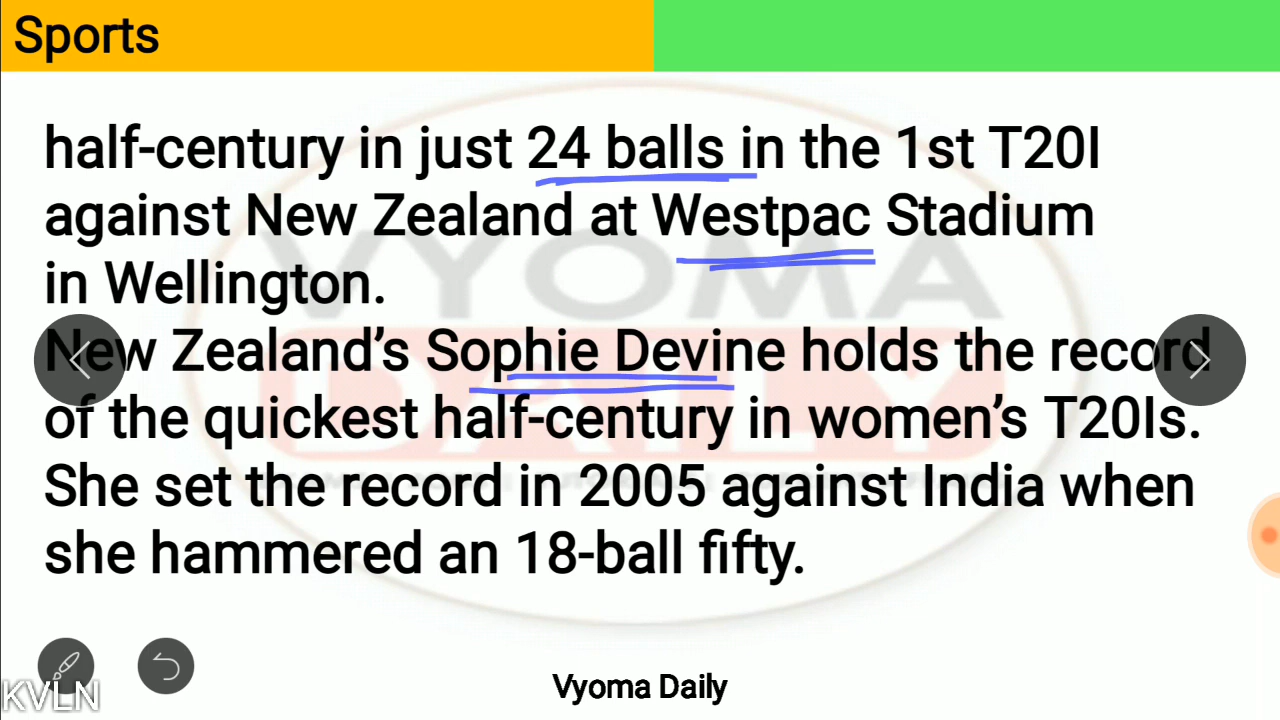 Sports
half-century in just 24 balls in the 1st T20I
against New Zealand at Westpac Stadium
in Wellington.
New Zealand’s Sophie Devine holds the record
of the quickest half-century in women’s T20Is.
She set the record in 2005 against India when
she hammered an 18-ball fifty.
VYOMA
DAILY
KVLN
Vyoma Daily